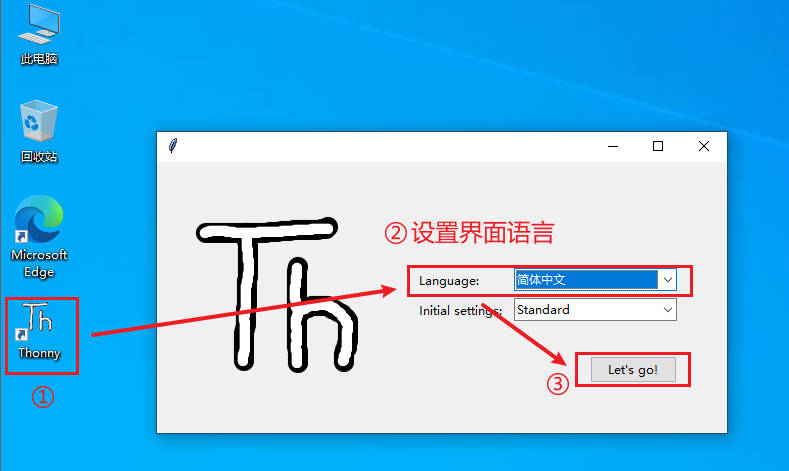 此电脑
回收站
Microsoft
Edge
Th
Thonny
①
Th
②设置界面语言
Language: 简体中文
Initial settings: Standard
③
Let's go!